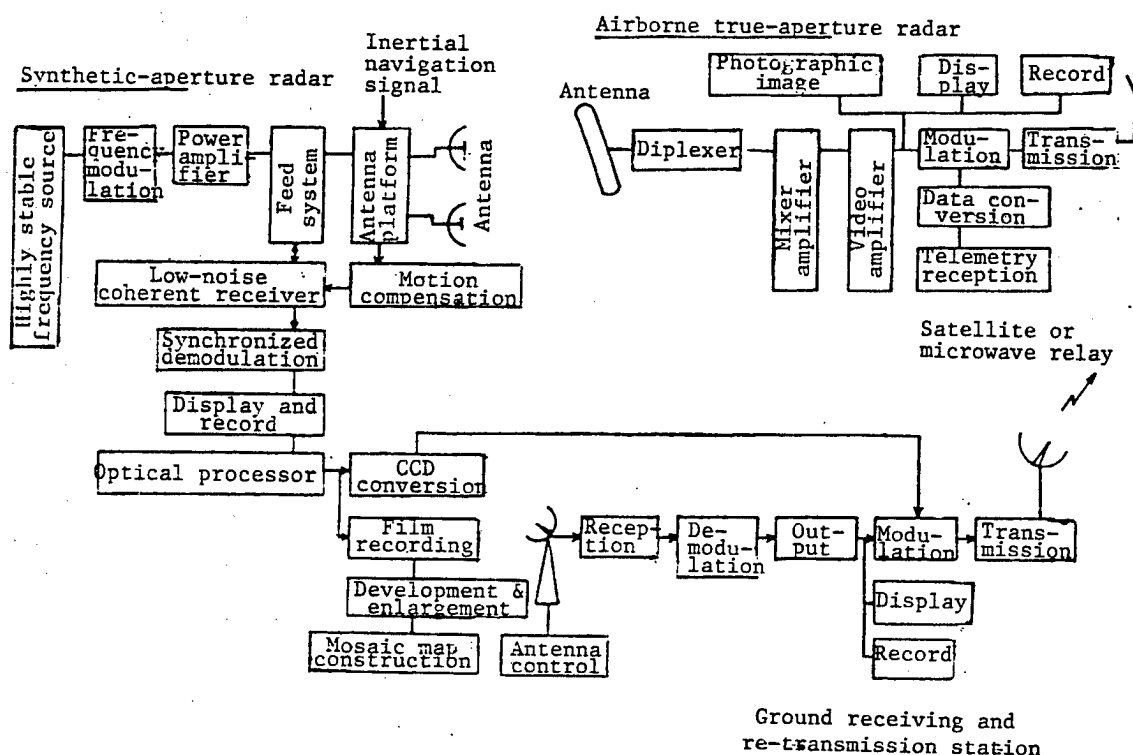 Airborne true-aperture radar
Synthetic-aperture radar
Inertial
navigation
signal
Photographic
image
Dis-
play
Record
Antenna
Highly stable
frequency source
Fre-
quenc
modu-
lation
Power
ampli-
fier
Feed
system
Antenna
platform
Antenna
Diplexer
Mixer
amplifier
Video
amplifier
Modu-
lation
Trans-
mission
Data con-
version
Telemetry
reception
Low-noise
coherent receiver
Motion
compensation
Synchronized
demodulation
Display and
record
Optical processor
CCD
conversion
Film
recording
Development &
enlargement
Mosaic map
construction
Satellite or
microwave relay
Antenna
control
Recep-
tion
De-
modu-
lation
Out-
put
Modu-
lation
Trans-
mission
Display
Record
Ground receiving and
re-transmission station